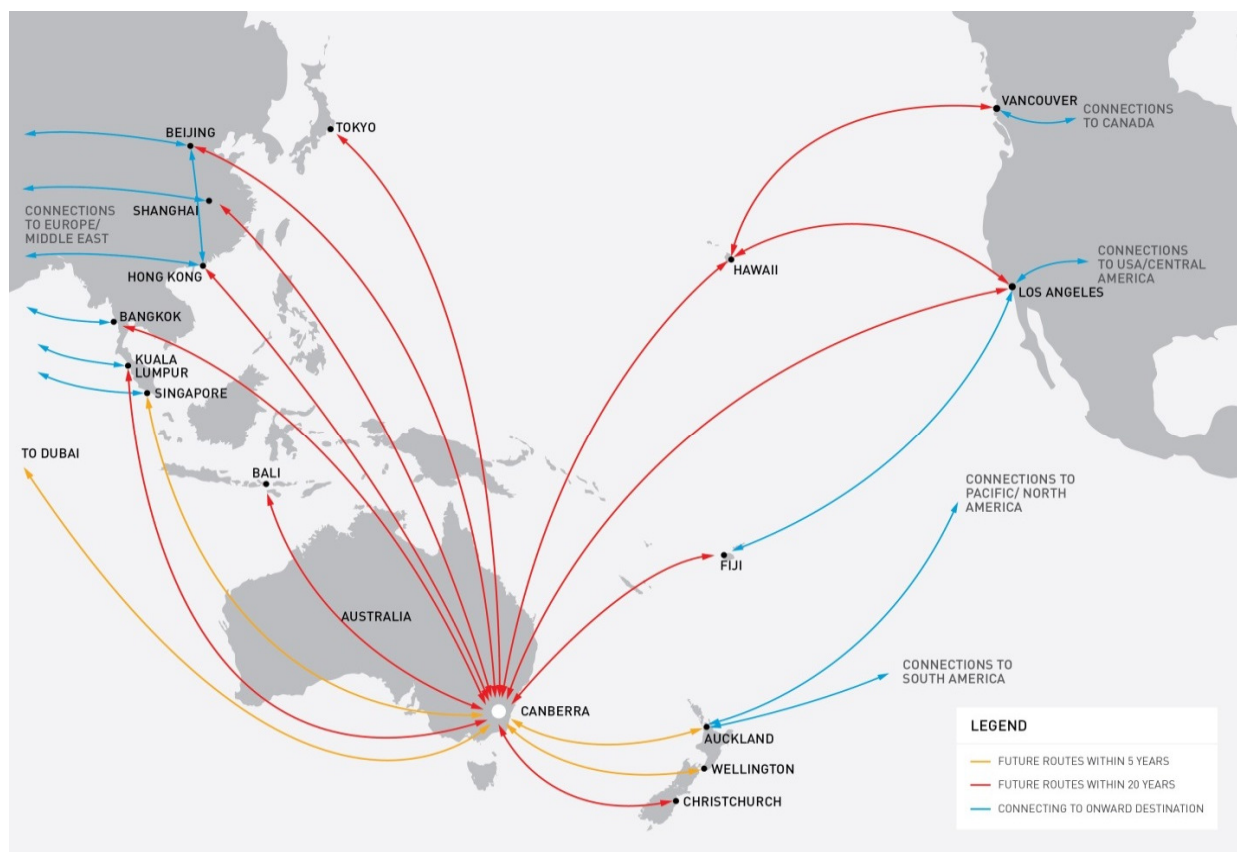 VANCOUVER
CONNECTIONS
TO CANADA
TOKYO
BEIJING
SHANGHAI
CONNECTIONS
TO EUROPE/
MIDDLE EAST
HONG KONG
HAWAII
CONNECTIONS
TO USA/CENTRAL
AMERICA
LOS ANGELES
BANGKOK
KUALA
LUMPUR
SINGAPORE
TO DUBAI
BALI
CONNECTIONS TO
PACIFIC/ NORTH
AMERICA
FIJI
AUSTRALIA
CONNECTIONS TO
SOUTH AMERICA
CANBERRA
AUCKLAND
WELLINGTON
CHRISTCHURCH
LEGEND
FUTURE ROUTES WITHIN 5 YEARS
FUTURE ROUTES WITHIN 20 YEARS
CONNECTING TO ONWARD DESTINATION